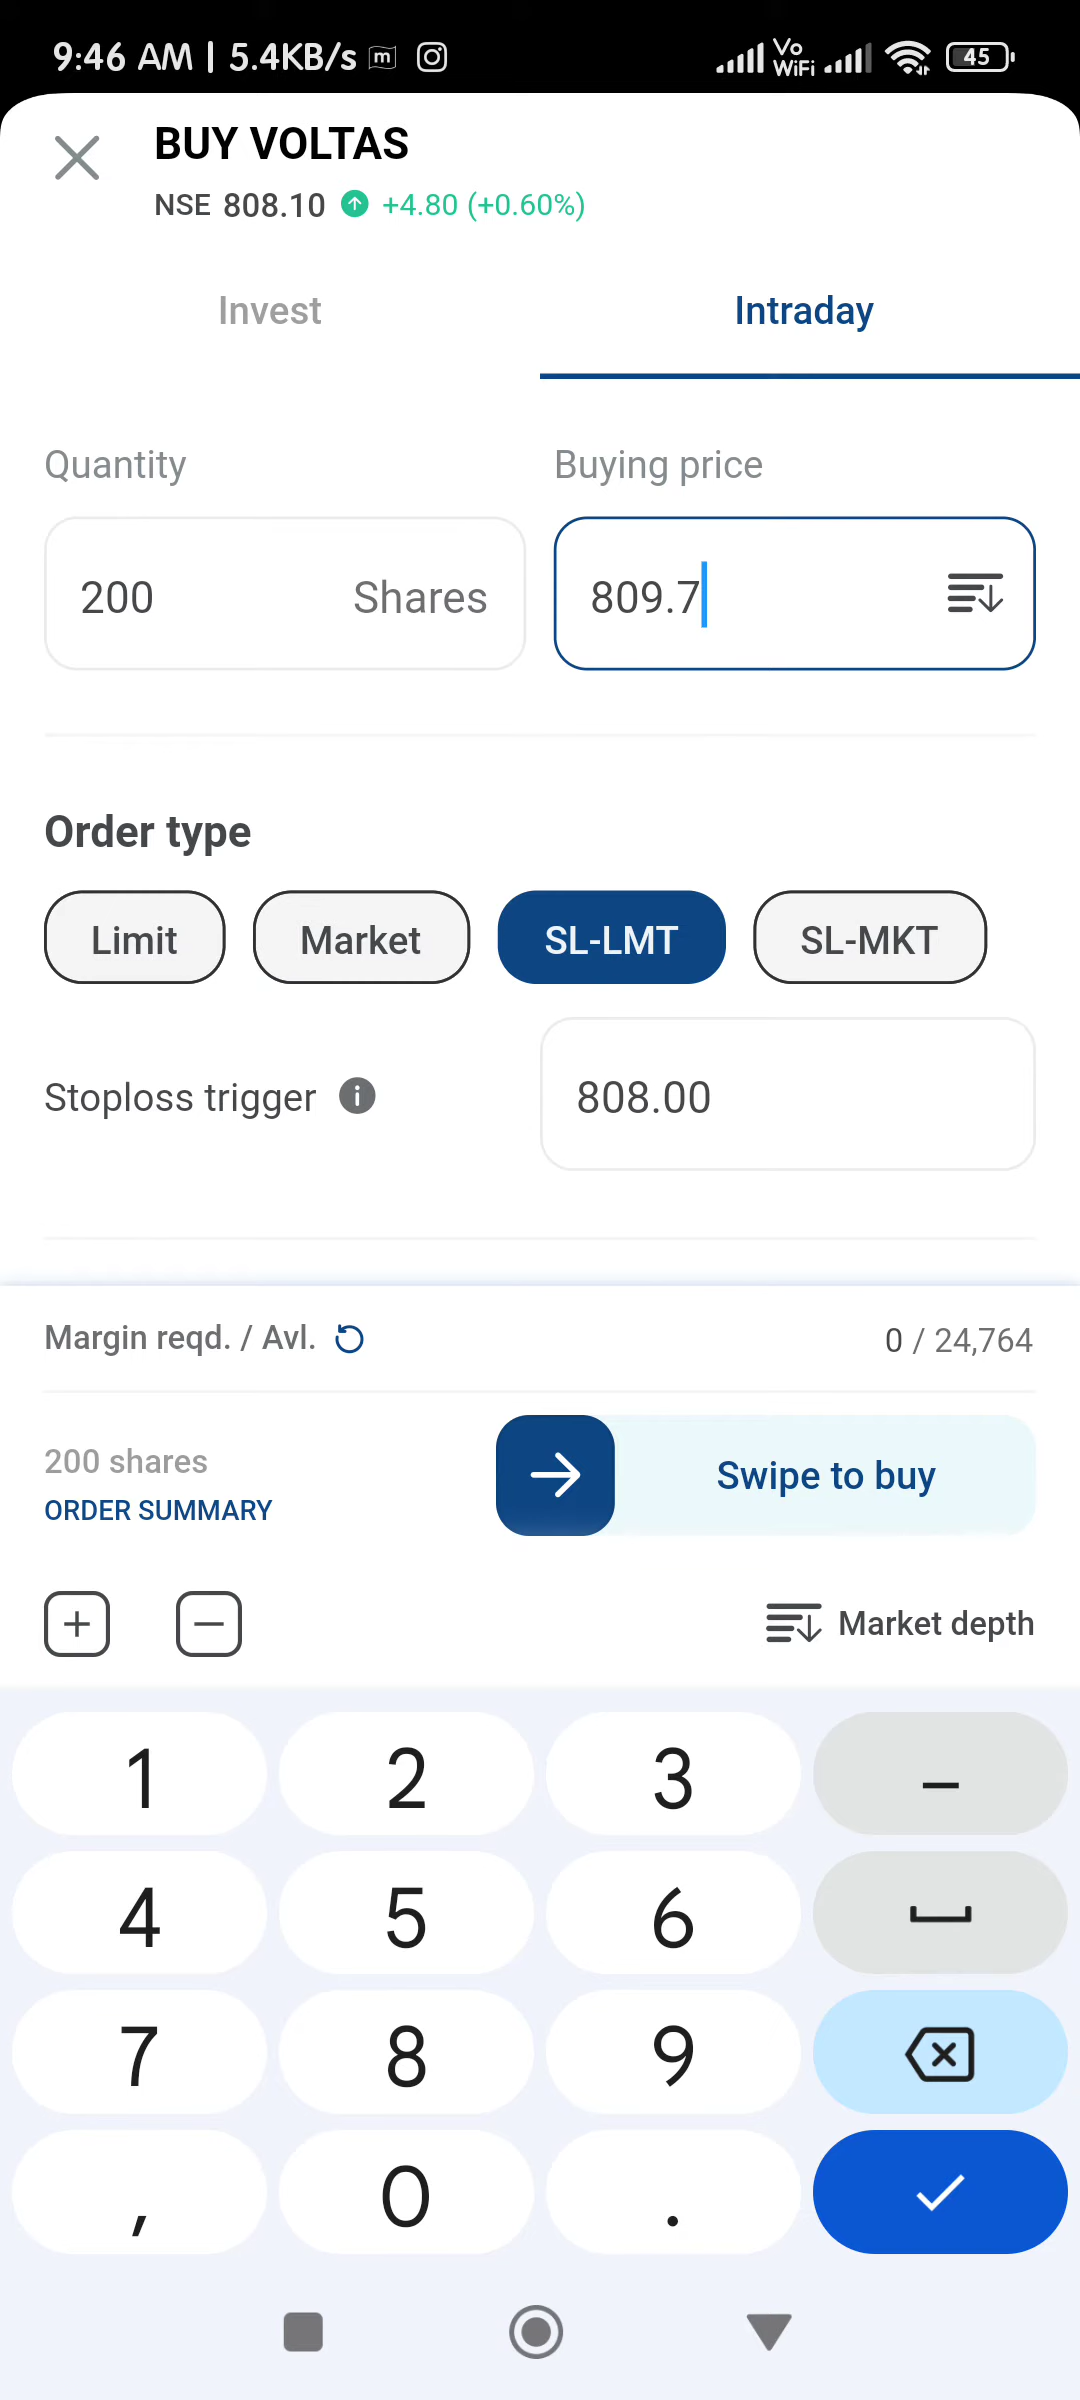 9:46 AM | 5.4KB/s m Vo WiFi 45
BUY VOLTAS
NSE 808.10 +4.80 (+0.60%)
Invest Intraday
Quantity Buying price
200 Shares 809.7
Order type
Limit Market SL-LMT SL-MKT
Stoploss trigger i 808.00
Margin reqd. / Avl. 0 / 24,764
200 shares
ORDER SUMMARY
Swipe to buy
+ − Market depth
1 2 3 –
4 5 6
7 8 9
, 0 .